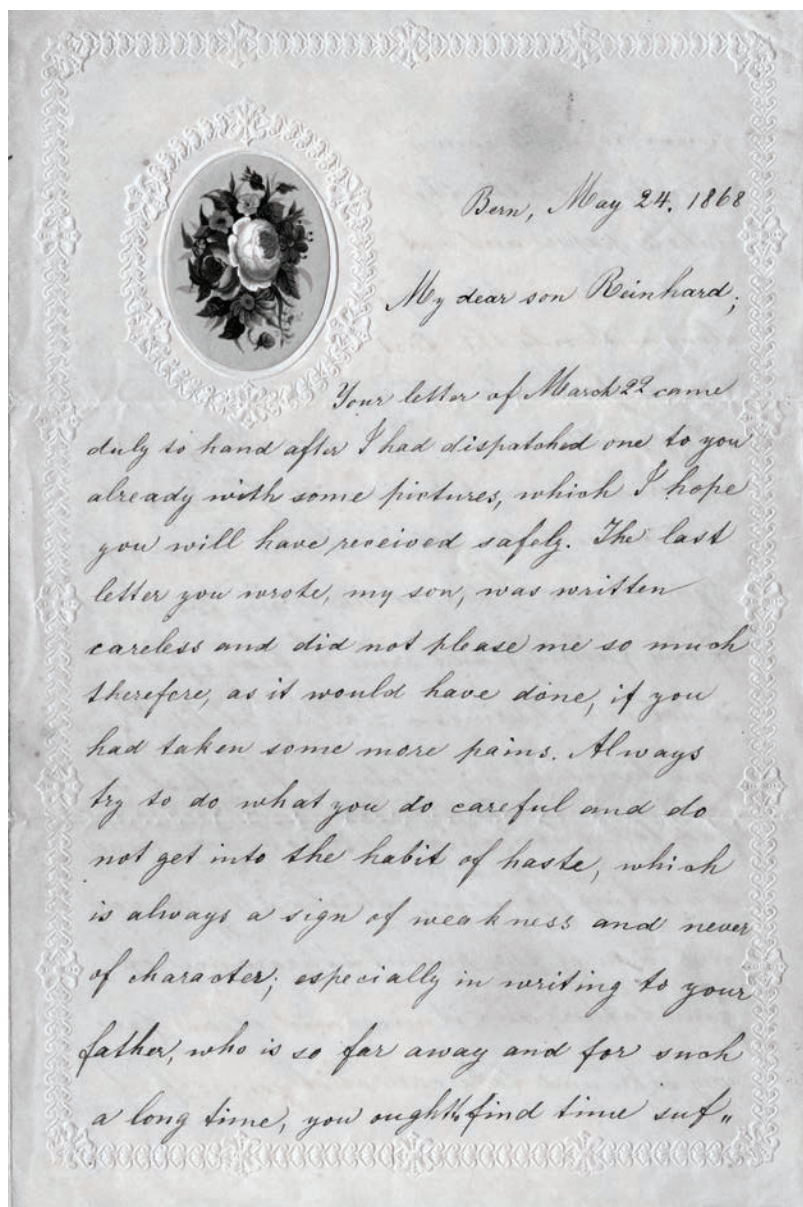 Bern, May 24. 1868
My dear son Reinhard;
Your letter of March 22 came
duly to hand after I had dispatched one to you
already with some pictures, which I hope
you will have received safely. The last
letter you wrote, my son, was written
careless and did not please me so much
therefore, as it would have done, if you
had taken some more pains. Always
try to do what you do careful and do
not get into the habit of haste, which
is always a sign of weakness and never
of character; especially in writing to your
father, who is so far away and for such
a long time, you ought to find time suf„